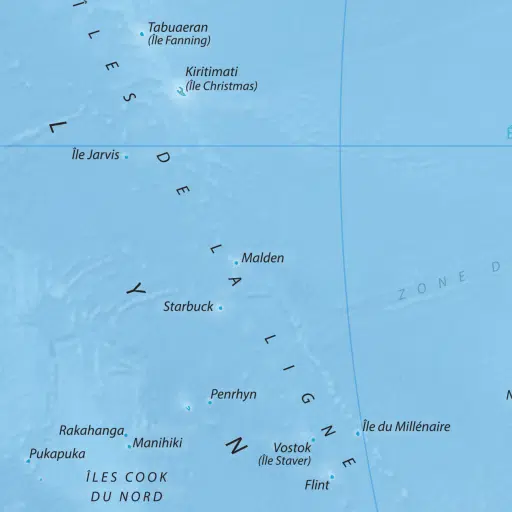 Tabuaeran
(Île Fanning)
Kiritimati
(Île Christmas)
ÎLES DE LA LIGNE
L Y N
Île Jarvis
Malden
ZONE D
Starbuck
Penrhyn
Rakahanga
Manihiki
Pukapuka
Île du Millénaire
Vostok
(Île Staver)
Flint
ÎLES COOK
DU NORD